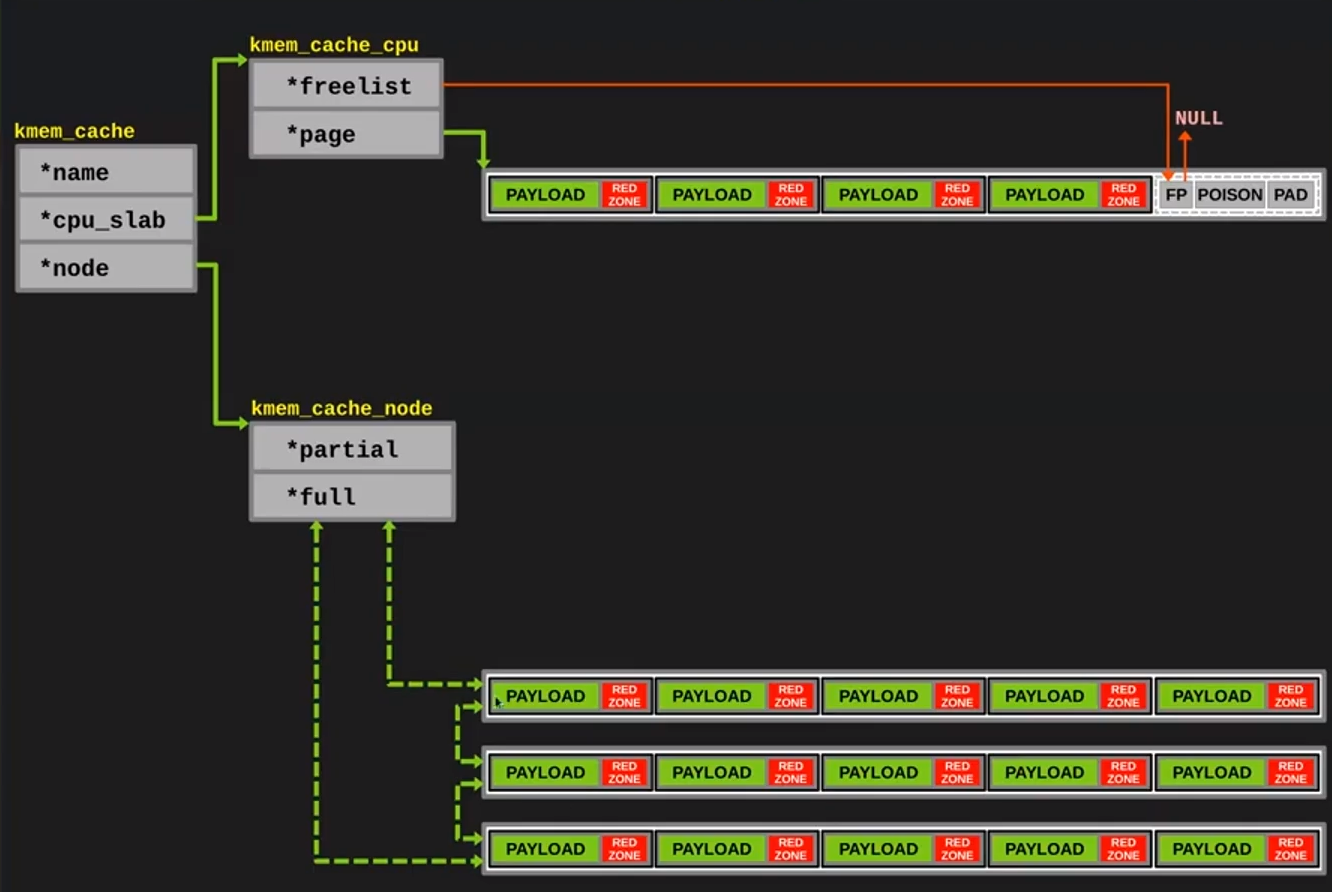 kmem_cache_cpu
*freelist
*page
kmem_cache
*name
*cpu_slab
*node
NULL
PAYLOAD RED ZONE PAYLOAD RED ZONE PAYLOAD RED ZONE PAYLOAD RED ZONE FP POISON PAD
kmem_cache_node
*partial
*full
PAYLOAD RED ZONE PAYLOAD RED ZONE PAYLOAD RED ZONE PAYLOAD RED ZONE PAYLOAD RED ZONE
PAYLOAD RED ZONE PAYLOAD RED ZONE PAYLOAD RED ZONE PAYLOAD RED ZONE PAYLOAD RED ZONE
PAYLOAD RED ZONE PAYLOAD RED ZONE PAYLOAD RED ZONE PAYLOAD RED ZONE PAYLOAD RED ZONE